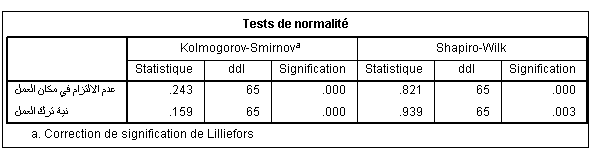 Tests de normalité
Kolmogorov-Smirnovᵃ Shapiro-Wilk
Statistique ddl Signification Statistique ddl Signification
عدم الالتزام في مكان العمل .243 65 .000 .821 65 .000
نية ترك العمل .159 65 .000 .939 65 .003
a. Correction de signification de Lilliefors